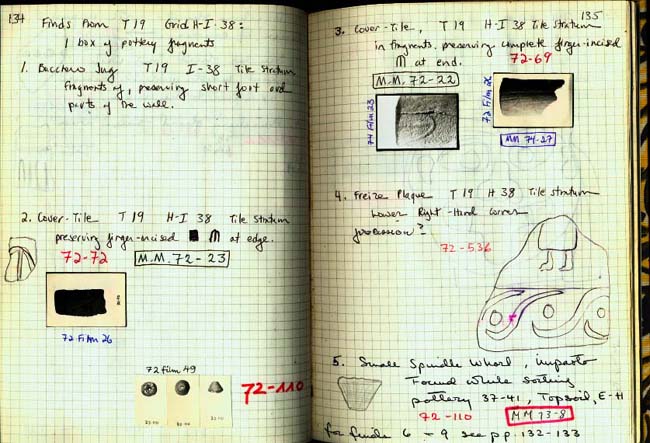 134
Finds from T 19 Grid H-I 38:
1 box of pottery fragments
1. Bucchero Jug T 19 I-38 Tile Stratum
fragments of, preserving short foot and
parts of the wall.
2. Cover-Tile T 19 H-I 38 Tile Stratum
preserving finger-incised M at edge.
72-72 M.M. 72-23
72 Film 26
72 film 49
72-110
135
3. Cover-Tile, T 19 H-I 38 Tile Stratum
in fragments, preserving complete finger-incised
M at end. 72-69
M.M. 72-22
74 Film 23
72 Film 26
MM 74-27
4. Freize Plaque T 19 H 38 Tile Stratum
Lower Right-Hand Corner
procession?
72-536
5. Small Spindle Whorl, impasto
Found while sorting
pottery 37-41, Topsoil, E-H
72-110 MM 73-8
for finds 6-9 see pp. 132-133